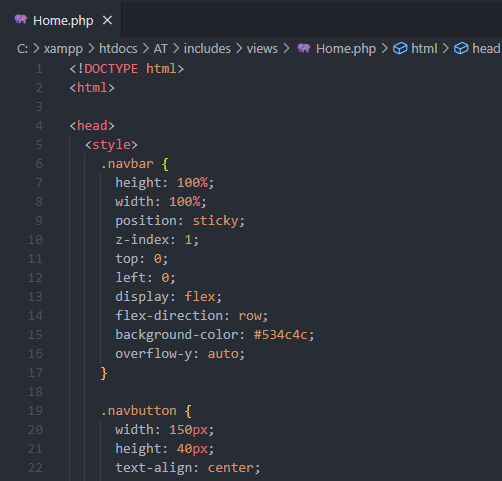 Home.php ×
C: > xampp > htdocs > AT > includes > views > Home.php > html > head
1 <!DOCTYPE html>
2 <html>
3
4 <head>
5 <style>
6 .navbar {
7 height: 100%;
8 width: 100%;
9 position: sticky;
10 z-index: 1;
11 top: 0;
12 left: 0;
13 display: flex;
14 flex-direction: row;
15 background-color: #534c4c;
16 overflow-y: auto;
17 }
18
19 .navbutton {
20 width: 150px;
21 height: 40px;
22 text-align: center;